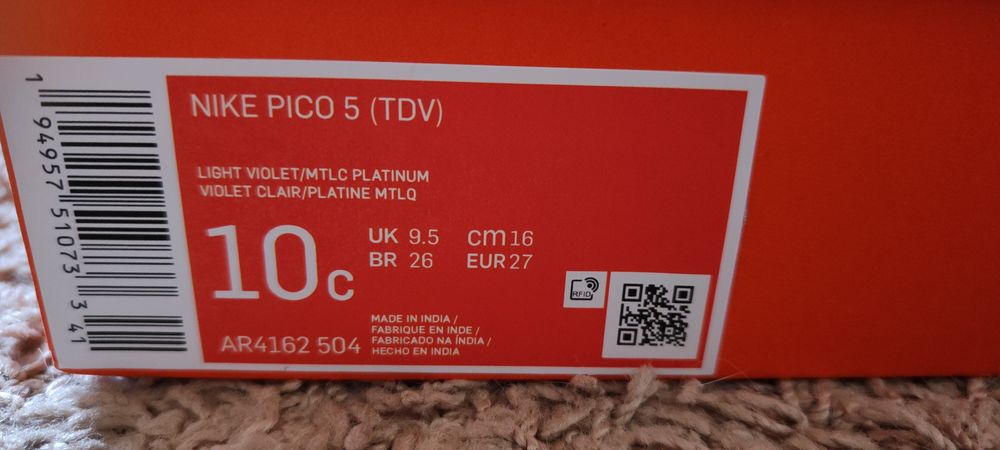 1 94957 51073 3 41
NIKE PICO 5 (TDV)
LIGHT VIOLET/MTLC PLATINUM
VIOLET CLAIR/PLATINE MTLQ
10C
UK 9.5 cm 16
BR 26 EUR 27
RFID
MADE IN INDIA /
FABRIQUE EN INDE /
FABRICADO NA ÍNDIA /
HECHO EN INDIA
AR4162 504